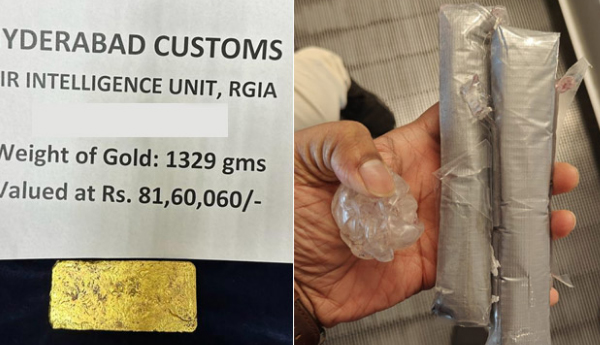 YDERABAD CUSTOMS
IR INTELLIGENCE UNIT, RGIA
Weight of Gold: 1329 gms
Valued at Rs. 81,60,060/-